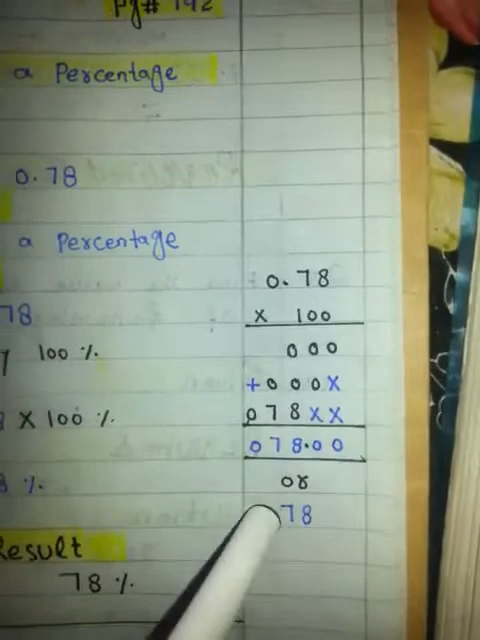 Pg# 142
a Percentage
0.78
a Percentage
78
100 %
X 100 %
%
Result
78 %
0.78
x 100
000
+000X
078XX
078.00
or
78